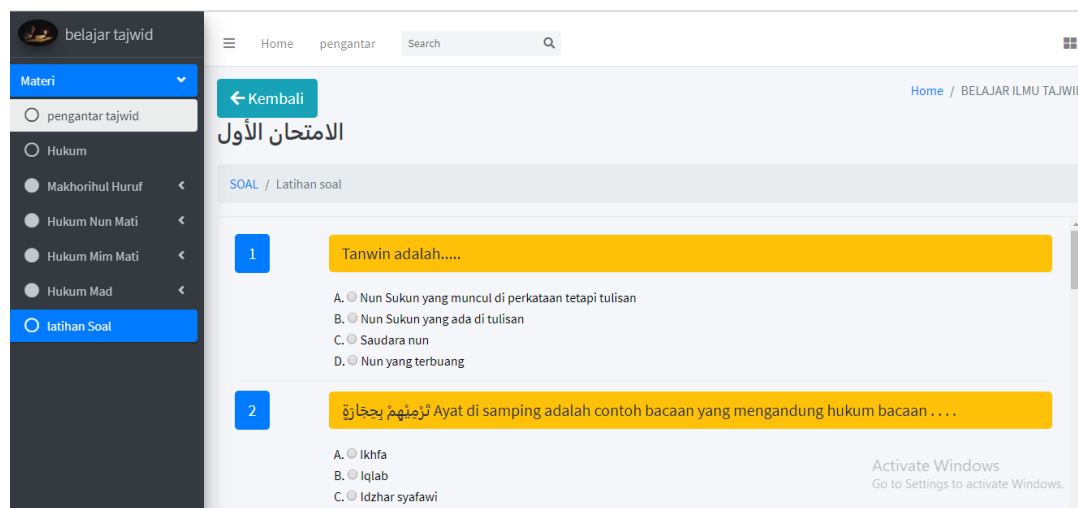 belajar tajwid
Home pengantar Search
Materi
pengantar tajwid
Hukum
Makhorihul Huruf
Hukum Nun Mati
Hukum Mim Mati
Hukum Mad
latihan Soal
Kembali
Home / BELAJAR ILMU TAJWI
الامتحان الأول
SOAL / Latihan soal
1 Tanwin adalah.....
A. Nun Sukun yang muncul di perkataan tetapi tulisan
B. Nun Sukun yang ada di tulisan
C. Saudara nun
D. Nun yang terbuang
2 تَرْمِيْهِمْ بِحِجَارَةٍ Ayat di samping adalah contoh bacaan yang mengandung hukum bacaan . . . .
A. Ikhfa
B. Iqlab
C. Idzhar syafawi
Activate Windows
Go to Settings to activate Windows.